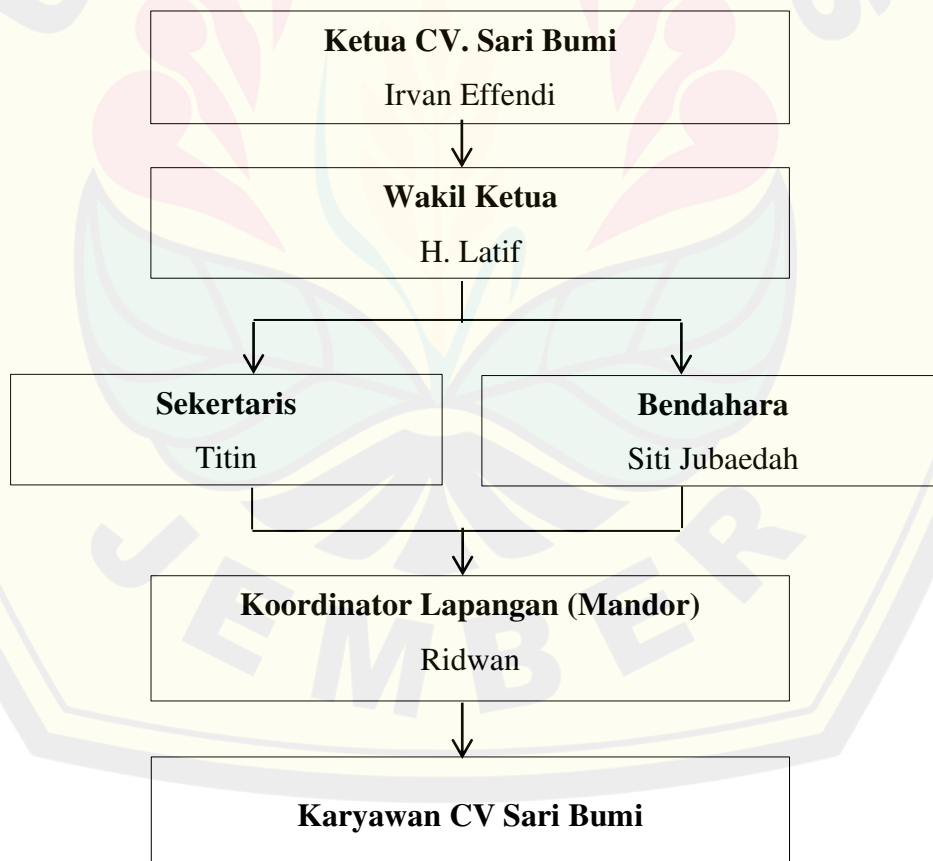 Ketua CV. Sari Bumi
Irvan Effendi
Wakil Ketua
H. Latif
Sekertaris
Titin
Bendahara
Siti Jubaedah
Koordinator Lapangan (Mandor)
Ridwan
Karyawan CV Sari Bumi
JEMBER